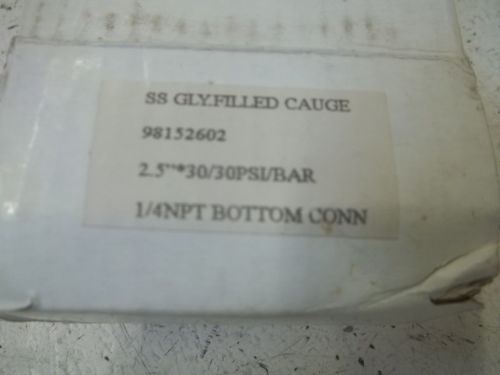 SS GLY.FILLED CAUGE
98152602
2.5"*30/30PSI/BAR
1/4NPT BOTTOM CONN